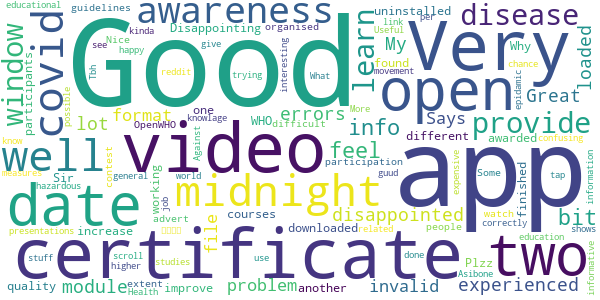 educational guidelines awareness Disappointing organised uninstalled link per disease
Good Very
covid window participants Nice happy see kinda Tbh give reddit trying interesting What
learn My found movement Useful Why chance epidamic Great loaded
open provide
format lot errors WHO OpenWHO one knowlage difficult Against More possible
info Says different awarded confusing
well video app
Sir know measures hazardous working feel participation guud finished Some tap information
midnight
date contest general job world studies advert file disappointed watch correctly expensive shows bit informative
presentations increase courses downloaded people education
certificate two
stuff scroll higher use done related Plzz Asibone
module extent Health improve problem another invalid experienced
quality